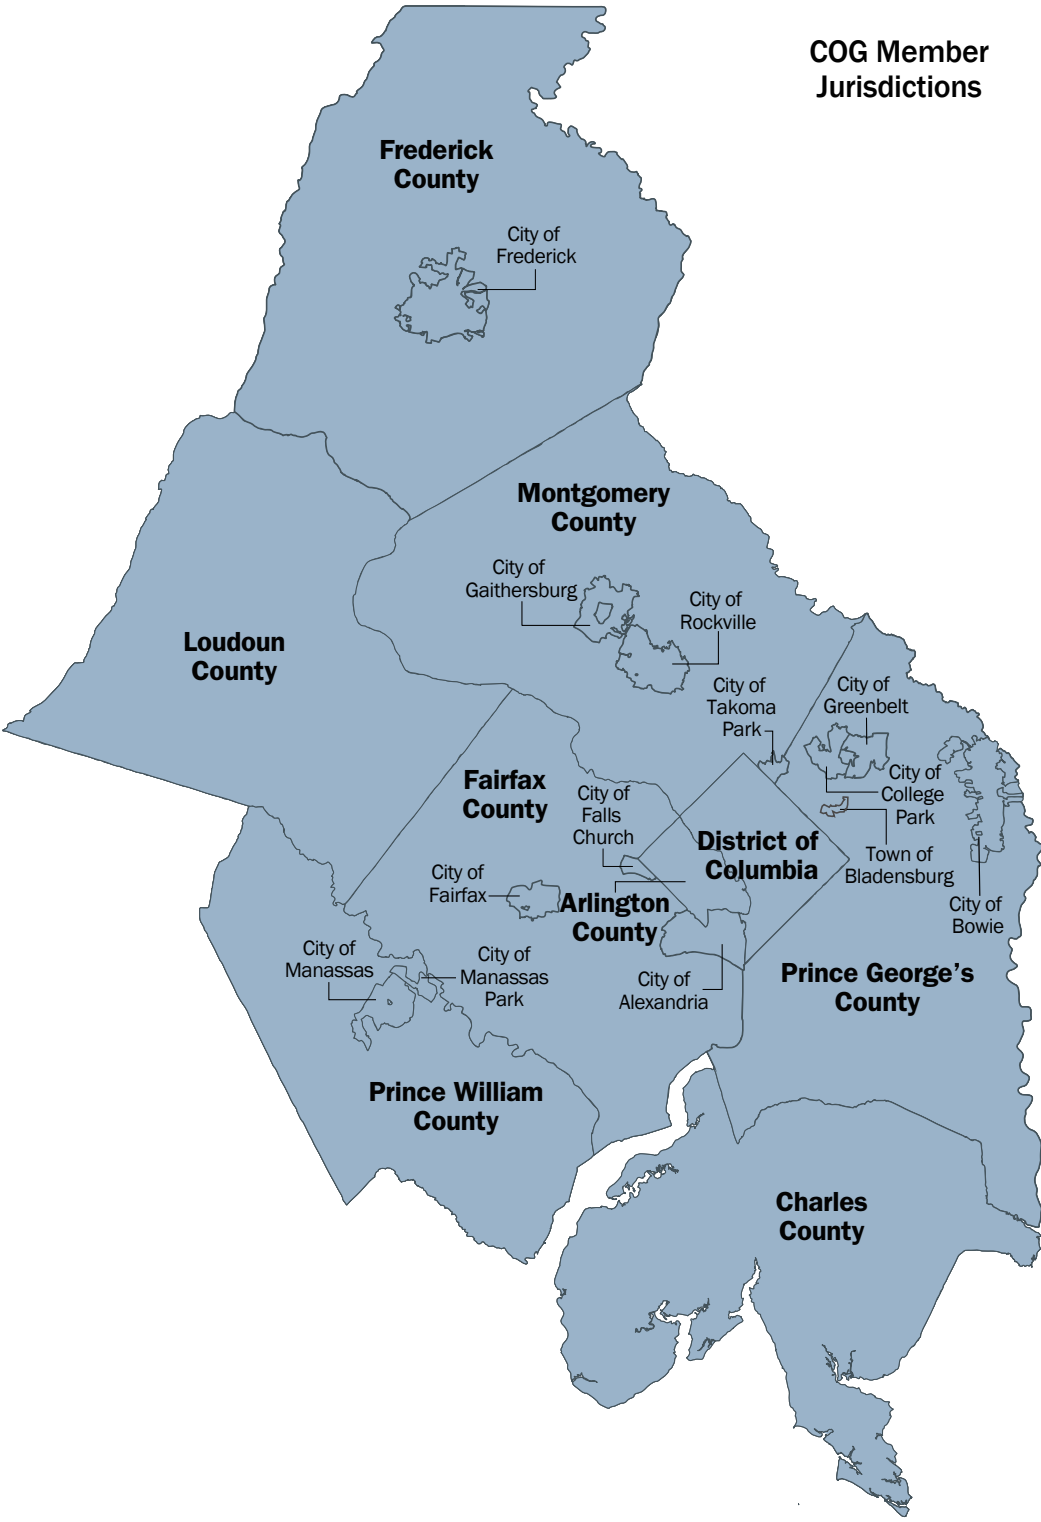 COG Member
Jurisdictions
Frederick
County
City of
Frederick
Montgomery
County
City of
Gaithersburg
City of
Rockville
Loudoun
County
City of
Takoma
Park
City of
Greenbelt
Fairfax
County
City of
Falls
Church
City of
College
Park
District of
Columbia
Town of
Bladensburg
City of
Fairfax
Arlington
County
City of
Bowie
City of
Manassas
City of
Manassas
Park
City of
Alexandria
Prince George's
County
Prince William
County
Charles
County